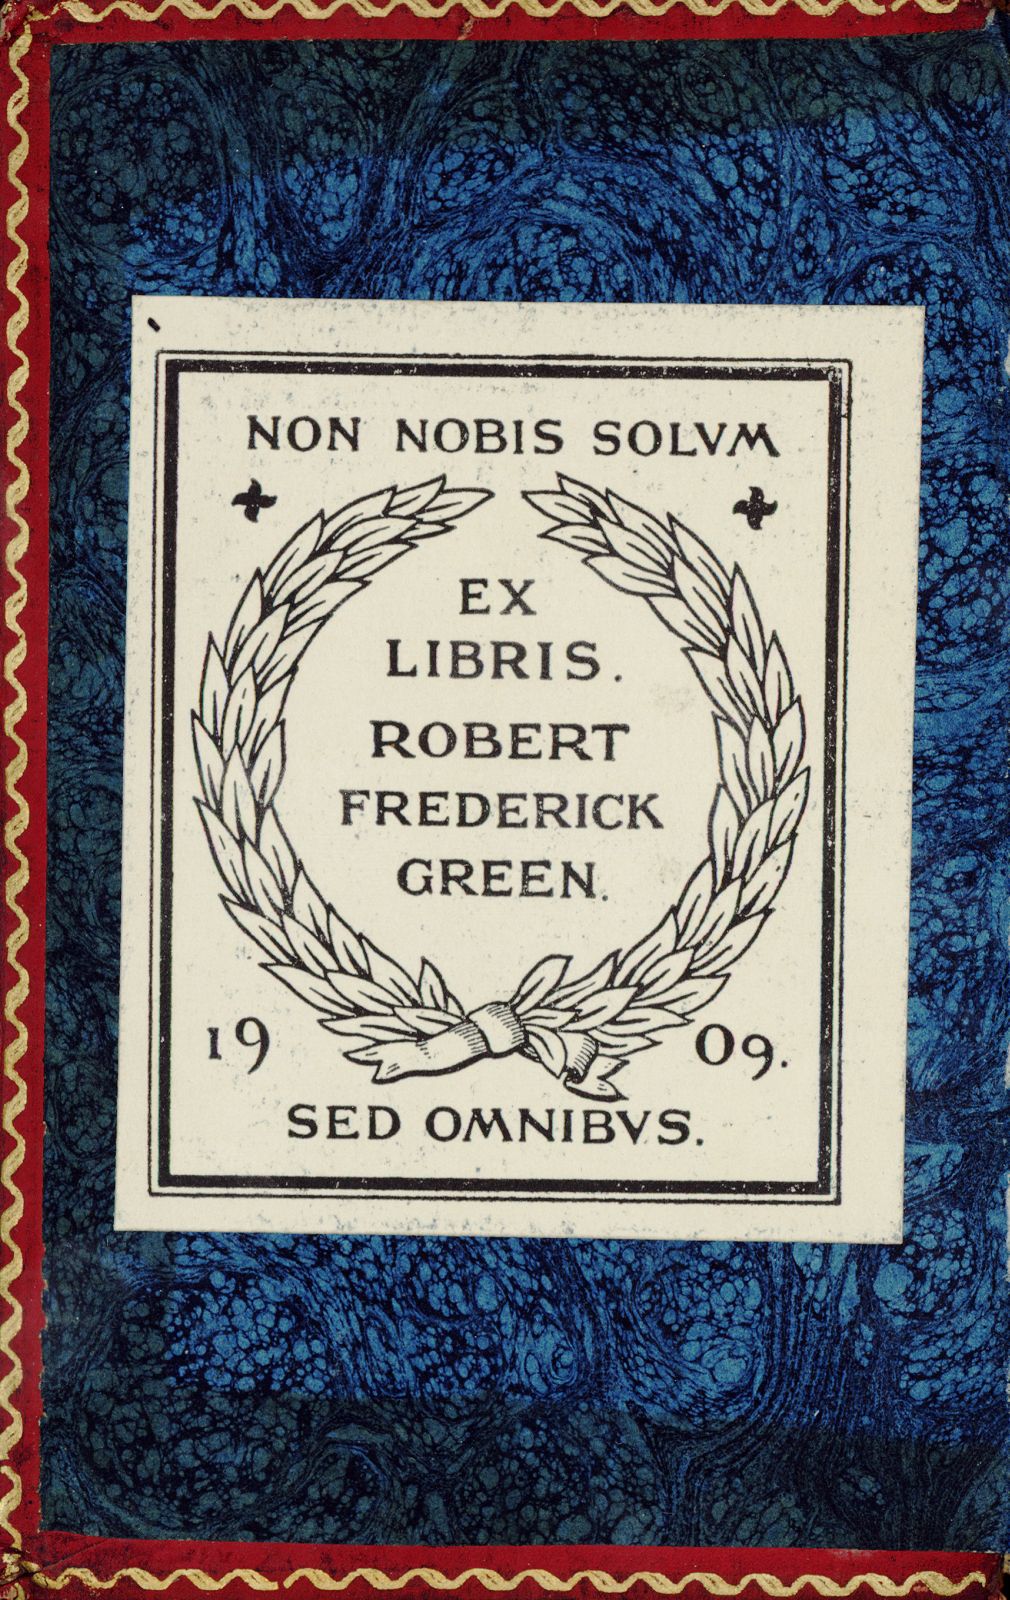 NON NOBIS SOLVM
EX
LIBRIS.
ROBERT
FREDERICK
GREEN.
19 09.
SED OMNIBVS.